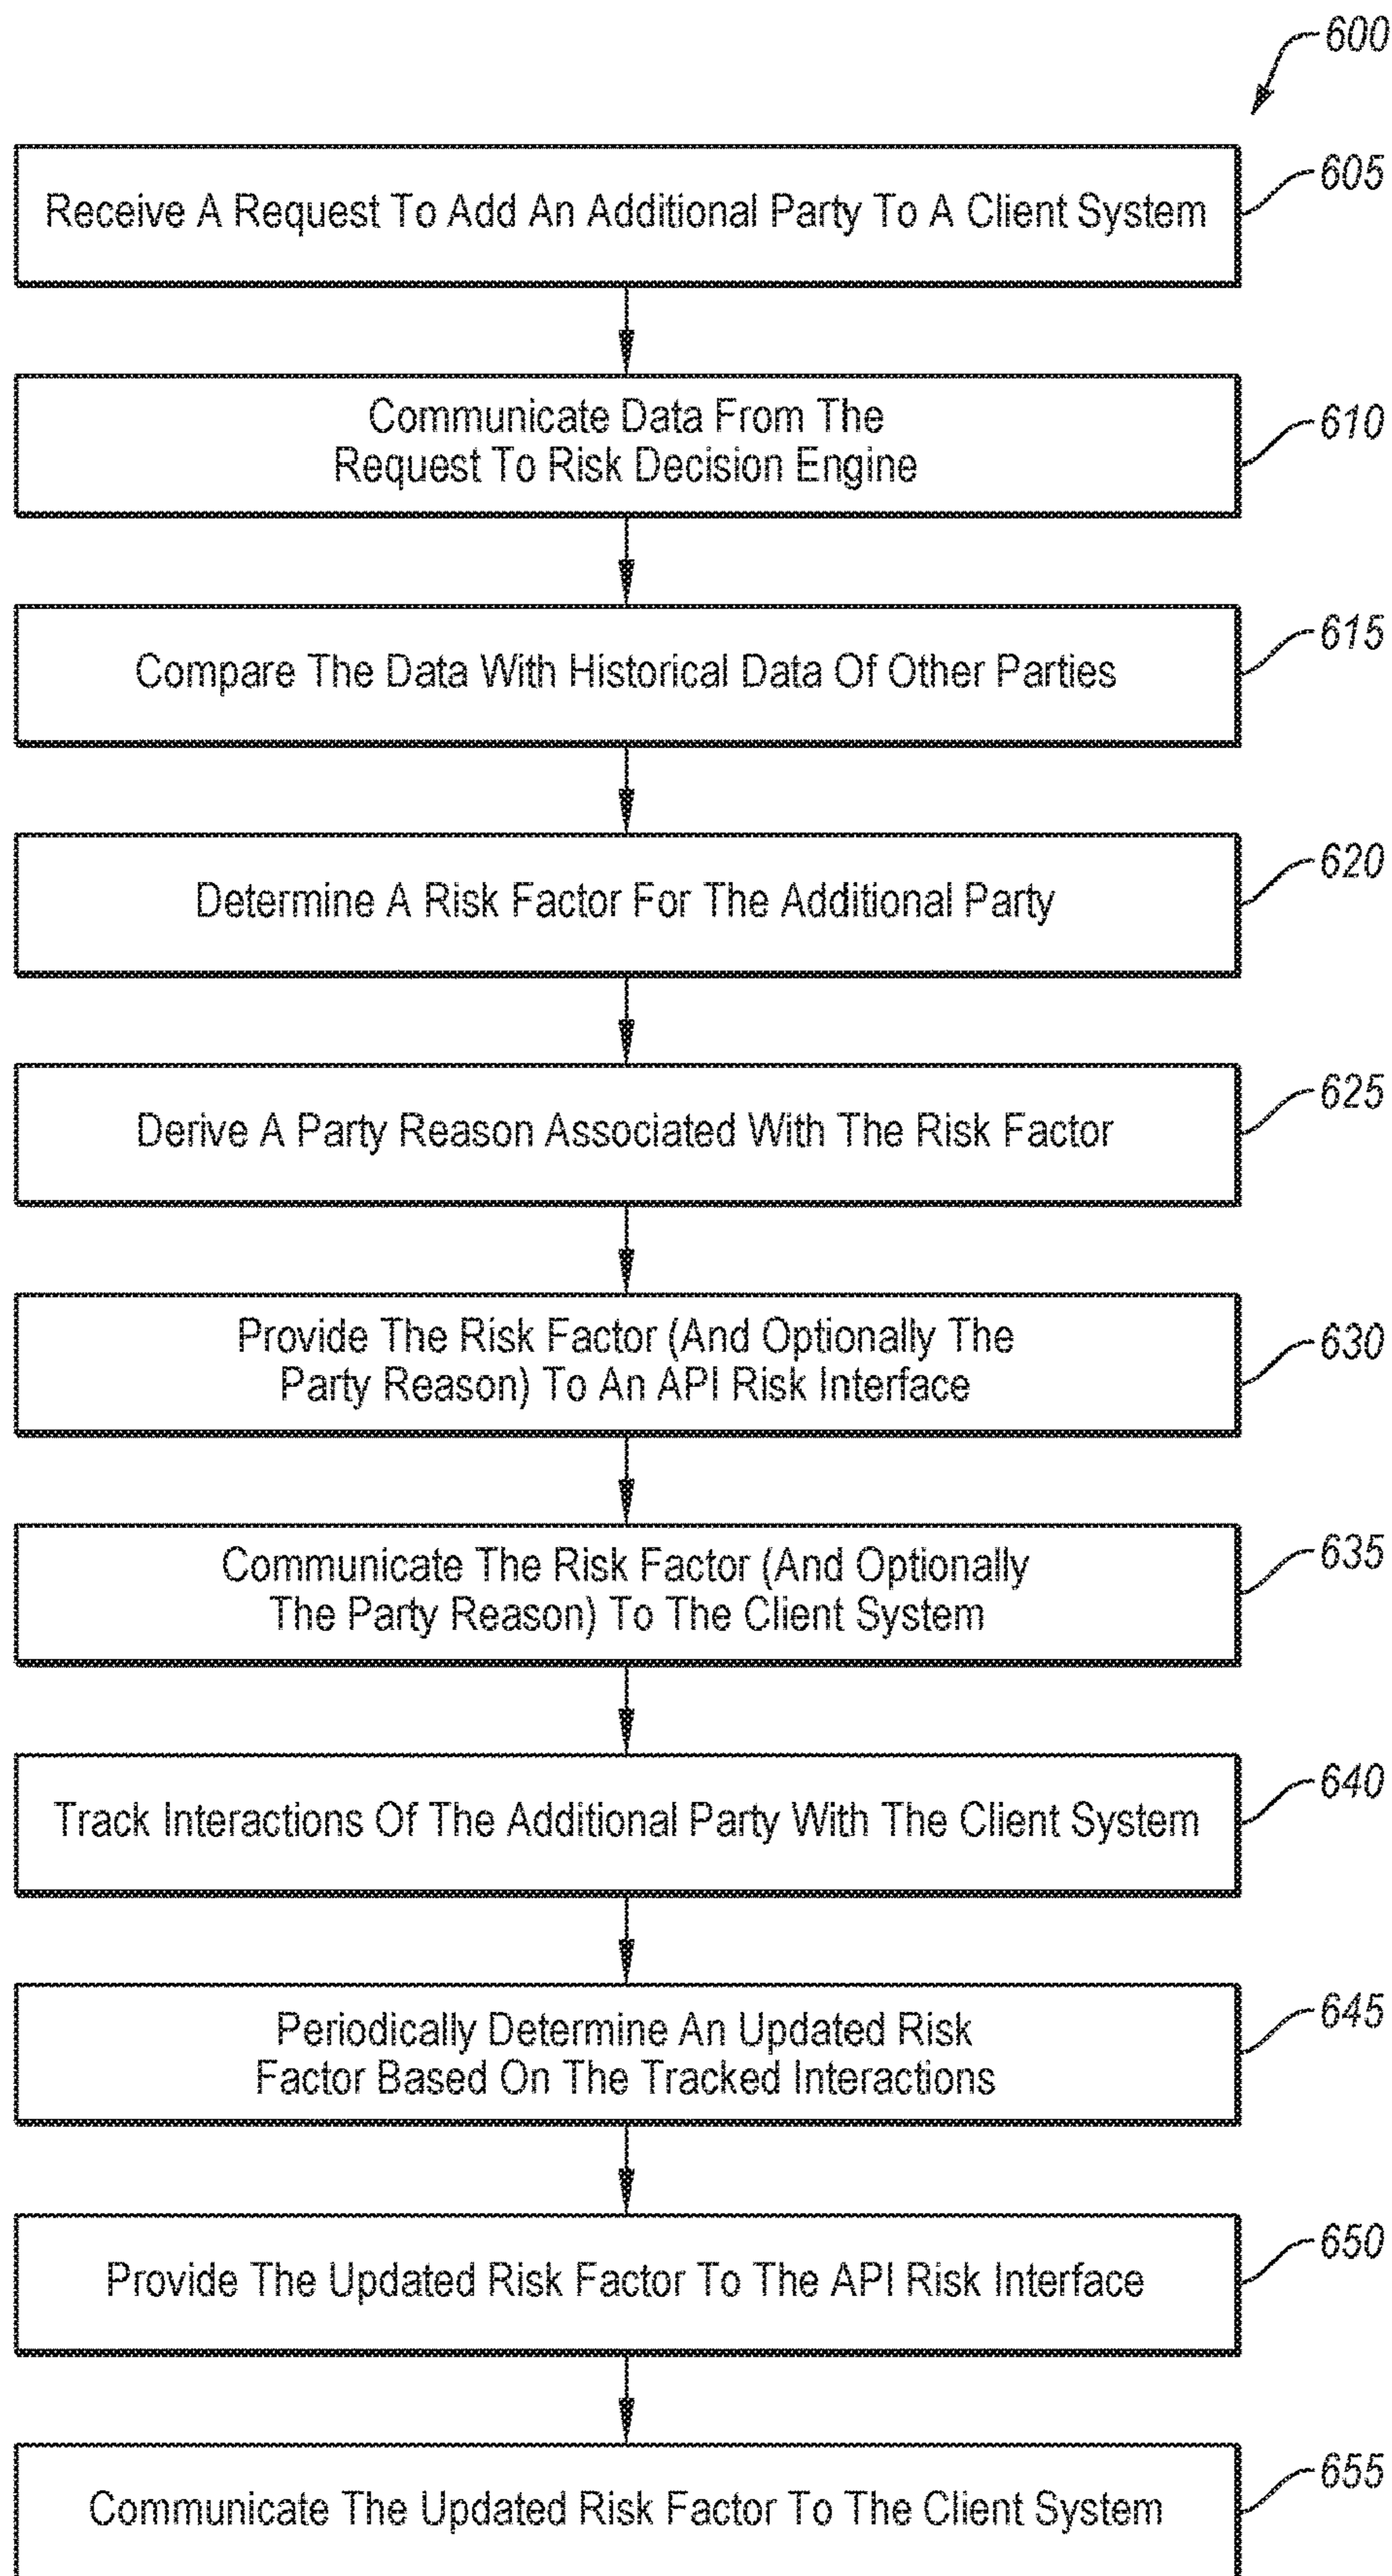 600
Receive A Request To Add An Additional Party To A Client System
605
Communicate Data From The
Request To Risk Decision Engine
610
Compare The Data With Historical Data Of Other Parties
615
Determine A Risk Factor For The Additional Party
620
Derive A Party Reason Associated With The Risk Factor
625
Provide The Risk Factor (And Optionally The
Party Reason) To An API Risk Interface
630
Communicate The Risk Factor (And Optionally
The Party Reason) To The Client System
635
Track Interactions Of The Additional Party With The Client System
640
Periodically Determine An Updated Risk
Factor Based On The Tracked Interactions
645
Provide The Updated Risk Factor To The API Risk Interface
650
Communicate The Updated Risk Factor To The Client System
655